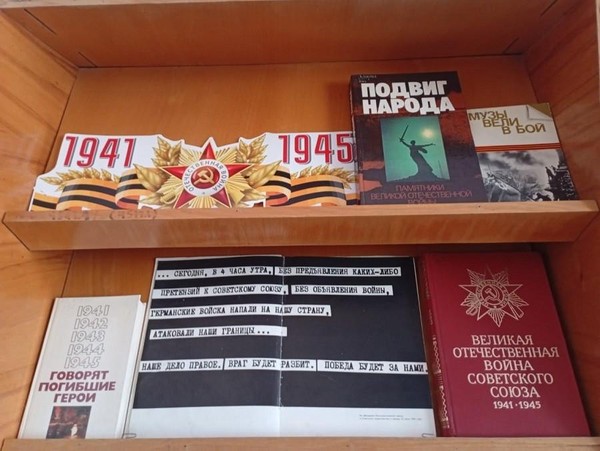 1941
1945
ОТЕЧЕСТВЕННАЯ ВОЙНА
ПОДВИГ
НАРОДА
ПАМЯТНИКИ
ВЕЛИКОЙ ОТЕЧЕСТВЕННОЙ
ВОЙНЫ
МУЗЫ
ВЕЛИ
В БОЙ
1941
1942
1943
1944
1945
ГОВОРЯТ
ПОГИБШИЕ
ГЕРОИ
... СЕГОДНЯ, В 4 ЧАСА УТРА, БЕЗ ПРЕДЪЯВЛЕНИЯ КАКИХ-ЛИБО
ПРЕТЕНЗИЙ К СОВЕТСКОМУ СОЮЗУ, БЕЗ ОБЪЯВЛЕНИЯ ВОЙНЫ,
ГЕРМАНСКИЕ ВОЙСКА НАПАЛИ НА НАШУ СТРАНУ,
АТАКОВАЛИ НАШИ ГРАНИЦЫ...
НАШЕ ДЕЛО ПРАВОЕ. ВРАГ БУДЕТ РАЗБИТ. ПОБЕДА БУДЕТ ЗА НАМИ.
ВЕЛИКАЯ
ОТЕЧЕСТВЕННАЯ
ВОЙНА
СОВЕТСКОГО
СОЮЗА
1941·1945